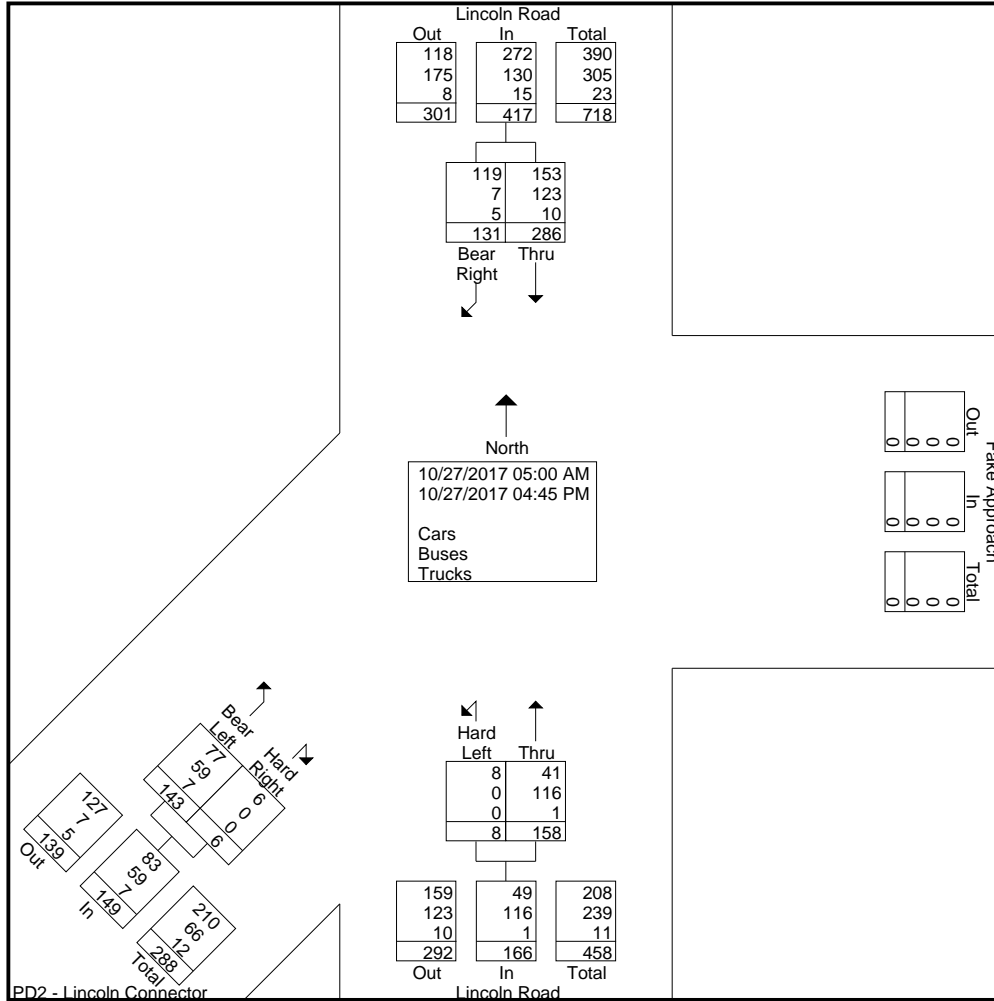 Lincoln Road
Out In Total
118 272 390
175 130 305
8 15 23
301 417 718
119 153
7 123
5 10
131 286
Bear Right Thru
North
10/27/2017 05:00 AM
10/27/2017 04:45 PM
Cars
Buses
Trucks
Fake Approach
Out
0 0 0 0
In
0 0 0 0
Total
0 0 0 0
Bear Left
77
59
7
143
Hard Right
6
0
0
6
127
7
5
139
Out
83
59
7
149
In
210
66
12
288
Total
Hard Left Thru
8 41
0 116
0 1
8 158
159 49 208
123 116 239
10 1 11
292 166 458
Out In Total
Lincoln Road
PD2 - Lincoln Connector